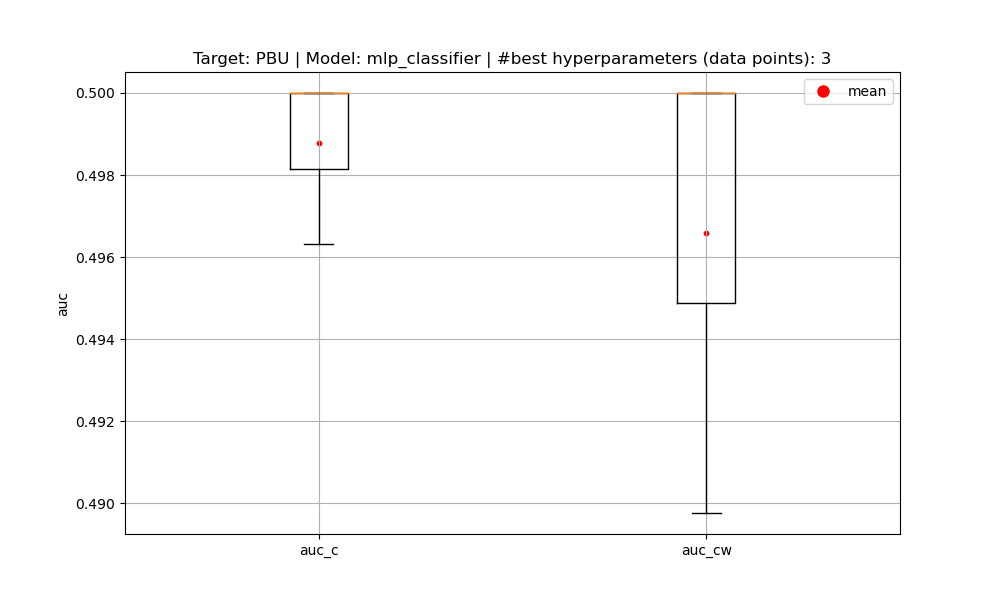 Target: PBU | Model: mlp_classifier | #best hyperparameters (data points): 3
mean
0.500
0.498
0.496
0.494
0.492
0.490
auc
auc_c
auc_cw